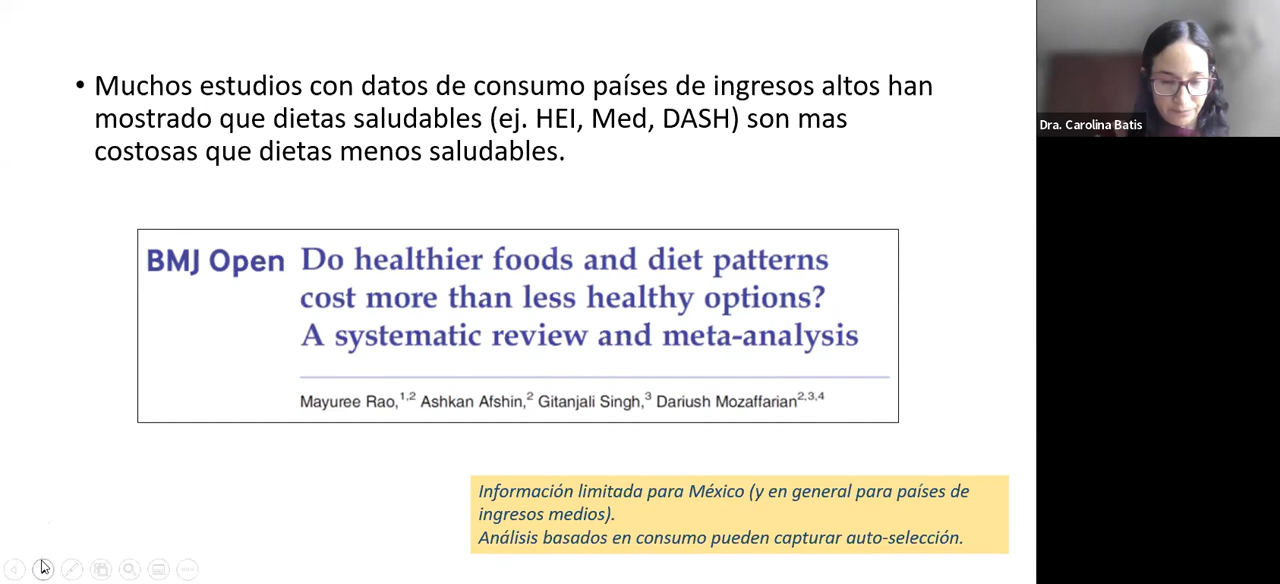 • Muchos estudios con datos de consumo países de ingresos altos han
mostrado que dietas saludables (ej. HEI, Med, DASH) son mas
costosas que dietas menos saludables.
BMJ Open Do healthier foods and diet patterns
cost more than less healthy options?
A systematic review and meta-analysis
Mayuree Rao,1,2 Ashkan Afshin,2 Gitanjali Singh,3 Dariush Mozaffarian2,3,4
Información limitada para México (y en general para países de
ingresos medios).
Análisis basados en consumo pueden capturar auto-selección.
Dra. Carolina Batis